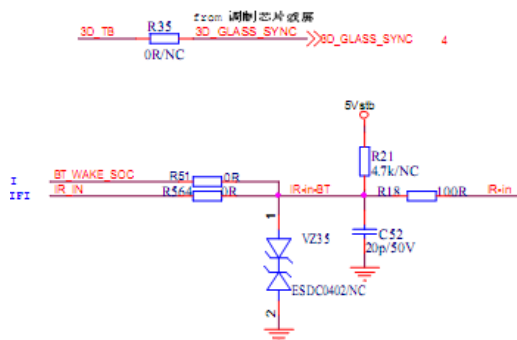 from 调制芯片或屏
3D_TB R35 3D_GLASS_SYNC 3D_GLASS_SYNC 4
0R/NC
5Vstb
R21
4.7k/NC
I BT_WAKE_SOC R51 0R
IFI IR_IN R564 0R IR-in-BT R18 100R IR-in
1
VZ35
C52
20p/50V
ESDC0402/NC
2